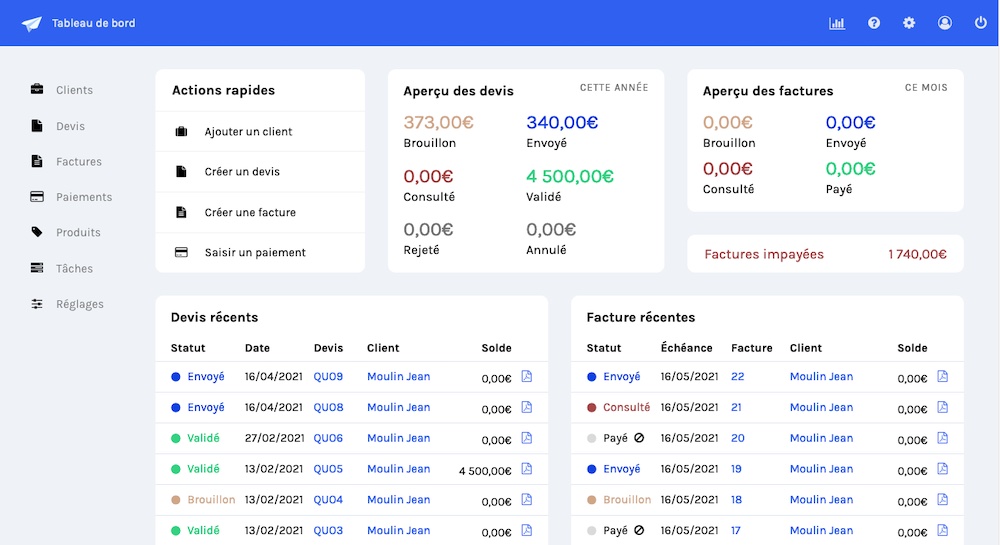 Tableau de bord
Clients
Devis
Factures
Paiements
Produits
Tâches
Réglages
Actions rapides
Ajouter un client
Créer un devis
Créer une facture
Saisir un paiement
Aperçu des devis CETTE ANNÉE
373,00€ 340,00€
Brouillon Envoyé
0,00€ 4 500,00€
Consulté Validé
0,00€ 0,00€
Rejeté Annulé
Aperçu des factures CE MOIS
0,00€ 0,00€
Brouillon Envoyé
0,00€ 0,00€
Consulté Payé
Factures impayées 1 740,00€
Devis récents
Statut Date Devis Client Solde
Envoyé 16/04/2021 QUO9 Moulin Jean 0,00€
Envoyé 16/04/2021 QUO8 Moulin Jean 0,00€
Validé 27/02/2021 QUO6 Moulin Jean 0,00€
Validé 13/02/2021 QUO5 Moulin Jean 4 500,00€
Brouillon 13/02/2021 QUO4 Moulin Jean 0,00€
Validé 13/02/2021 QUO3 Moulin Jean 0,00€
Facture récentes
Statut Échéance Facture Client Solde
Envoyé 16/05/2021 22 Moulin Jean 0,00€
Consulté 16/05/2021 21 Moulin Jean 0,00€
Payé 16/05/2021 20 Moulin Jean 0,00€
Envoyé 16/05/2021 19 Moulin Jean 0,00€
Brouillon 16/05/2021 18 Moulin Jean 0,00€
Payé 16/05/2021 17 Moulin Jean 0,00€